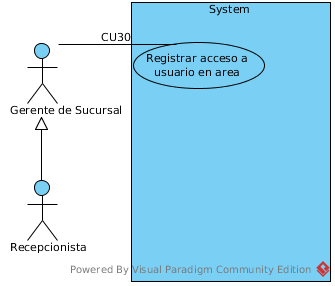 System
CU30
Registrar acceso a
usuario en area
Gerente de Sucursal
Recepcionista
Powered By Visual Paradigm Community Edition